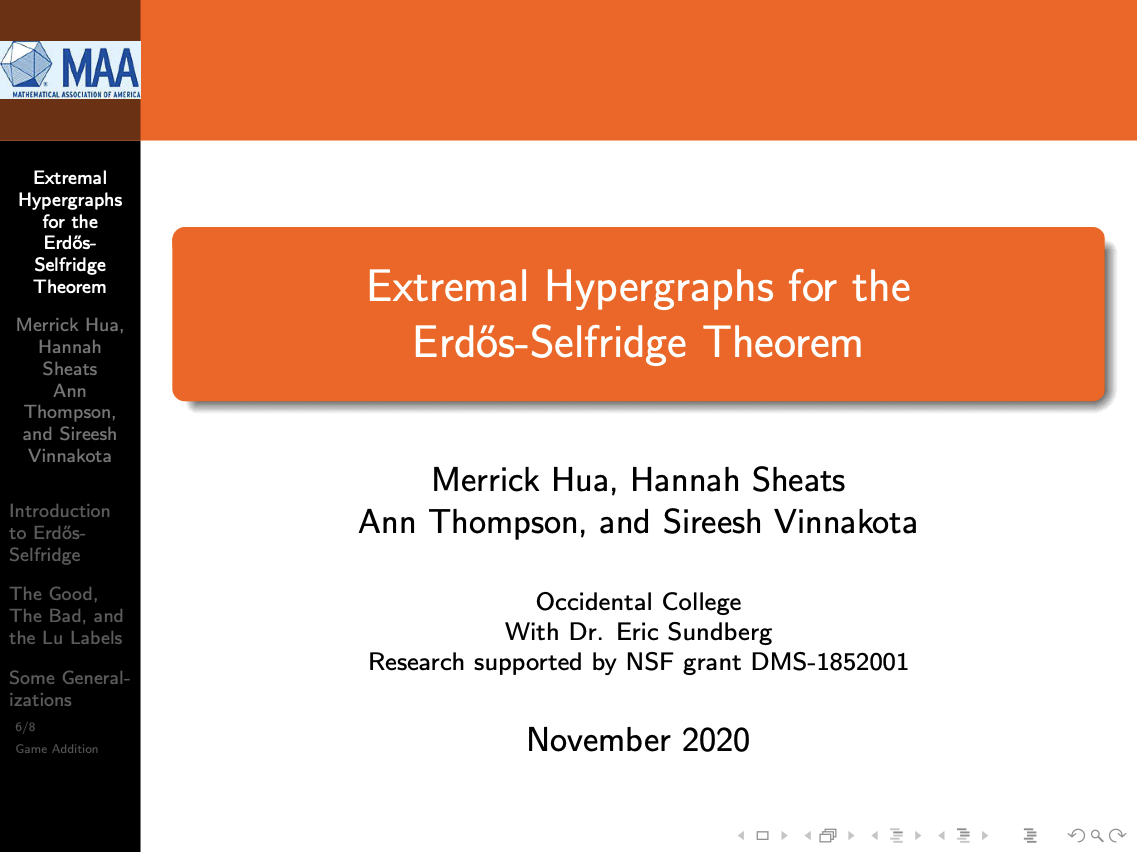 MAA
MATHEMATICAL ASSOCIATION OF AMERICA
Extremal
Hypergraphs
for the
Erdős-
Selfridge
Theorem
Merrick Hua,
Hannah
Sheats
Ann
Thompson,
and Sireesh
Vinnakota
Introduction
to Erdős-
Selfridge
The Good,
The Bad, and
the Lu Labels
Some General-
izations
6/8
Game Addition
Extremal Hypergraphs for the
Erdős-Selfridge Theorem
Merrick Hua, Hannah Sheats
Ann Thompson, and Sireesh Vinnakota
Occidental College
With Dr. Eric Sundberg
Research supported by NSF grant DMS-1852001
November 2020